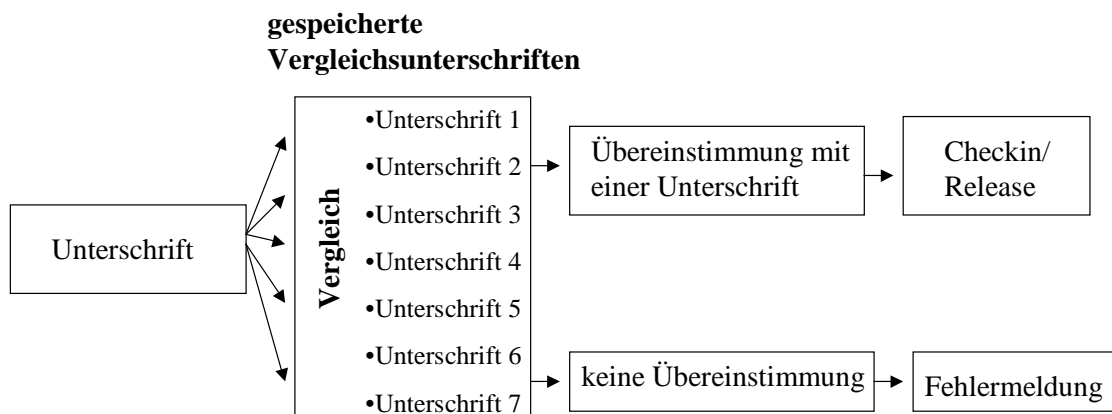 gespeicherte
Vergleichsunterschriften
Unterschrift
Vergleich
•Unterschrift 1
•Unterschrift 2
•Unterschrift 3
•Unterschrift 4
•Unterschrift 5
•Unterschrift 6
•Unterschrift 7
Übereinstimmung mit
einer Unterschrift
Checkin/
Release
keine Übereinstimmung
Fehlermeldung